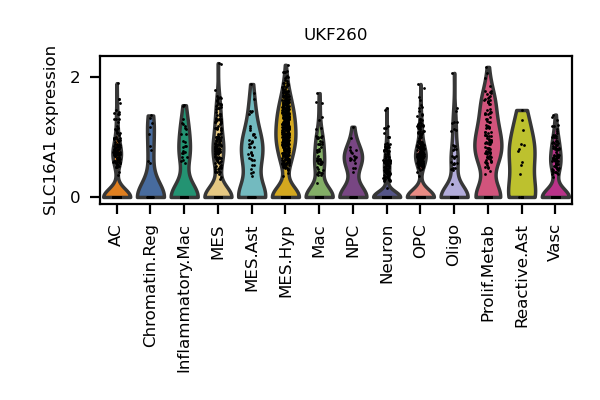 UKF260
SLC16A1 expression
2
0
AC
Chromatin.Reg
Inflammatory.Mac
MES
MES.Ast
MES.Hyp
Mac
NPC
Neuron
OPC
Oligo
Prolif.Metab
Reactive.Ast
Vasc